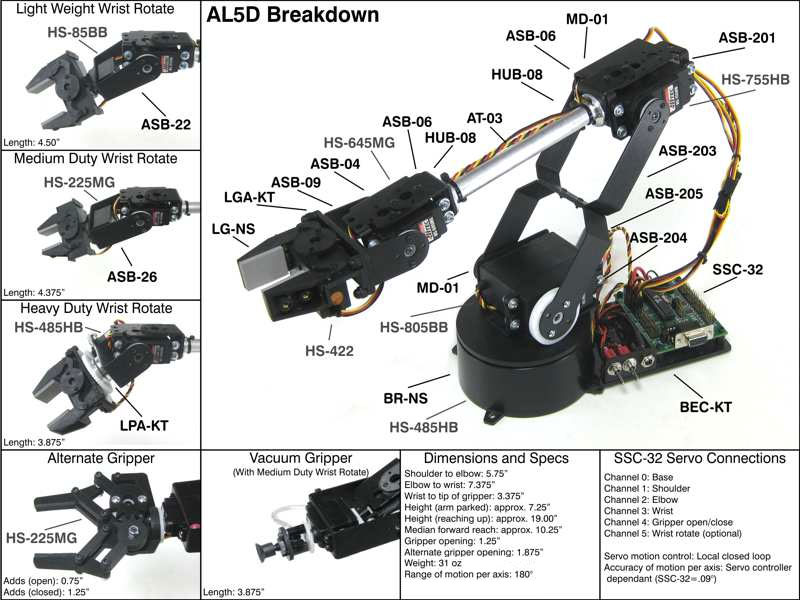 Light Weight Wrist Rotate
HS-85BB
ASB-22
Length: 4.50"
Medium Duty Wrist Rotate
HS-225MG
ASB-26
Length: 4.375"
Heavy Duty Wrist Rotate
HS-485HB
LPA-KT
Length: 3.875"
AL5D Breakdown
MD-01
ASB-06
ASB-201
HUB-08
HS-755HB
AT-03
ASB-06
HS-645MG
HUB-08
ASB-04
ASB-203
ASB-09
LGA-KT
ASB-205
LG-NS
ASB-204
SSC-32
MD-01
HS-805BB
HS-422
BR-NS
BEC-KT
HS-485HB
Alternate Gripper
HS-225MG
Adds (open): 0.75"
Adds (closed): 1.25"
Vacuum Gripper
(With Medium Duty Wrist Rotate)
Length: 3.875"
Dimensions and Specs
Shoulder to elbow: 5.75"
Elbow to wrist: 7.375"
Wrist to tip of gripper: 3.375"
Height (arm parked): approx. 7.25"
Height (reaching up): approx. 19.00"
Median forward reach: approx. 10.25"
Gripper opening: 1.25"
Alternate gripper opening: 1.875"
Weight: 31 oz
Range of motion per axis: 180°
SSC-32 Servo Connections
Channel 0: Base
Channel 1: Shoulder
Channel 2: Elbow
Channel 3: Wrist
Channel 4: Gripper open/close
Channel 5: Wrist rotate (optional)
Servo motion control: Local closed loop
Accuracy of motion per axis: Servo controller
dependant (SSC-32=.09°)